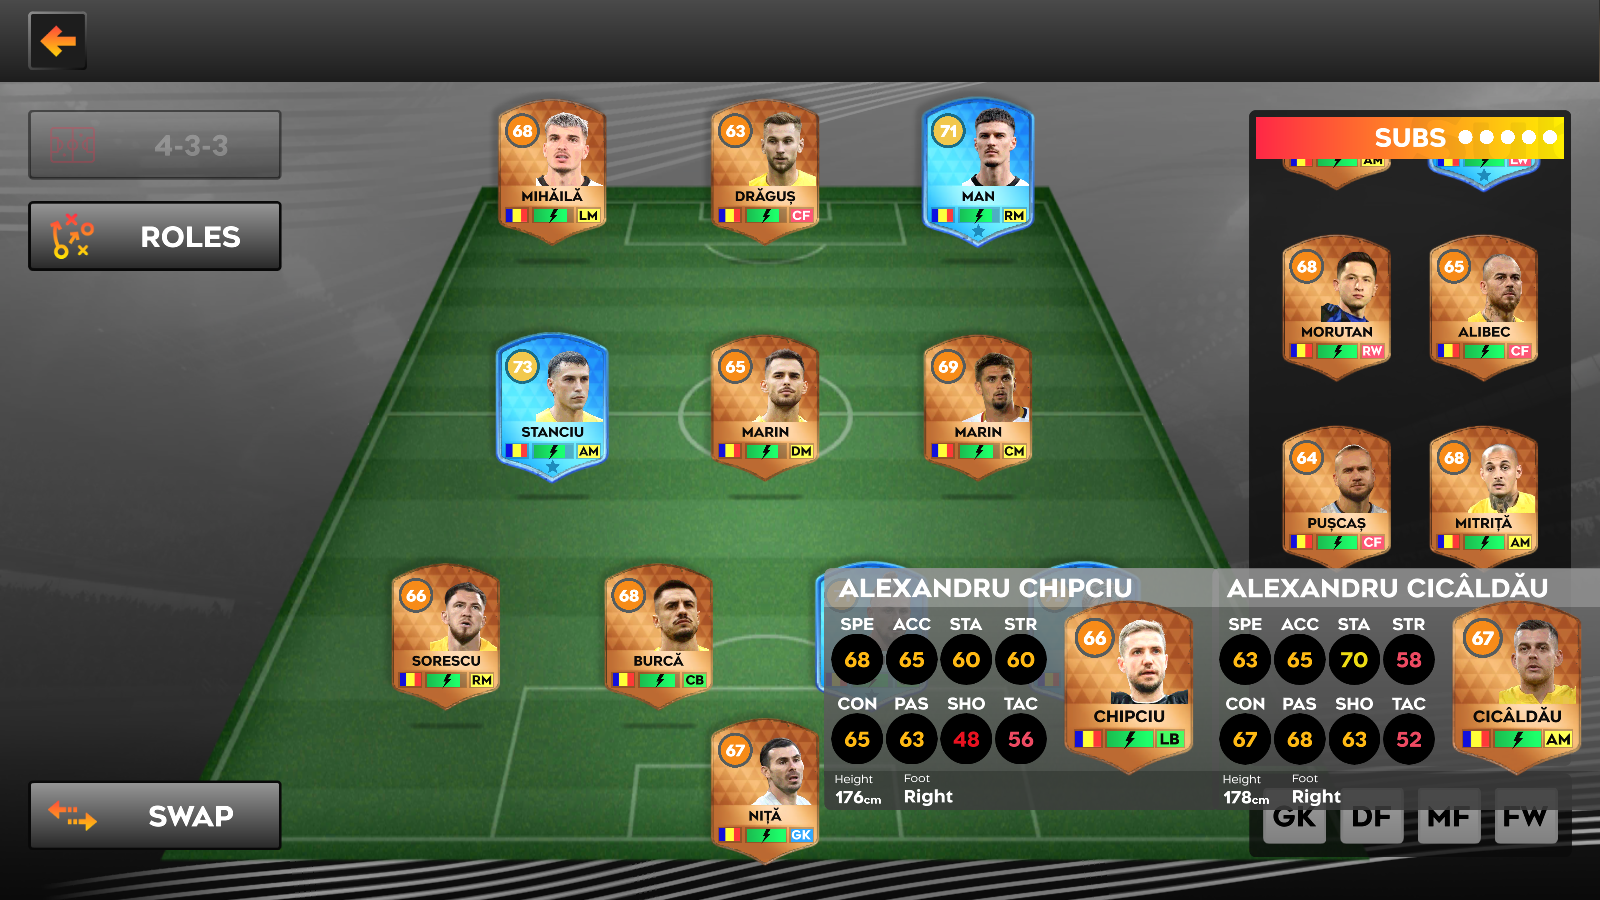 4-3-3
ROLES
68
MIHĂILĂ
LM
63
DRĂGUȘ
CF
71
MAN
RM
SUBS
AM
LW
68
MORUTAN
RW
65
ALIBEC
CF
73
STANCIU
AM
65
MARIN
DM
69
MARIN
CM
64
PUȘCAȘ
CF
68
MITRIȚĂ
AM
66
SORESCU
RM
68
BURCĂ
CB
67
NIȚĂ
GK
ALEXANDRU CHIPCIU
SPE ACC STA STR
68 65 60 60
CON PAS SHO TAC
65 63 48 56
Height Foot
176cm Right
66
CHIPCIU
LB
ALEXANDRU CICÂLDĂU
SPE ACC STA STR
63 65 70 58
CON PAS SHO TAC
67 68 63 52
Height Foot
178cm Right
67
CICÂLDĂU
AM
SWAP
GK DF MF FW